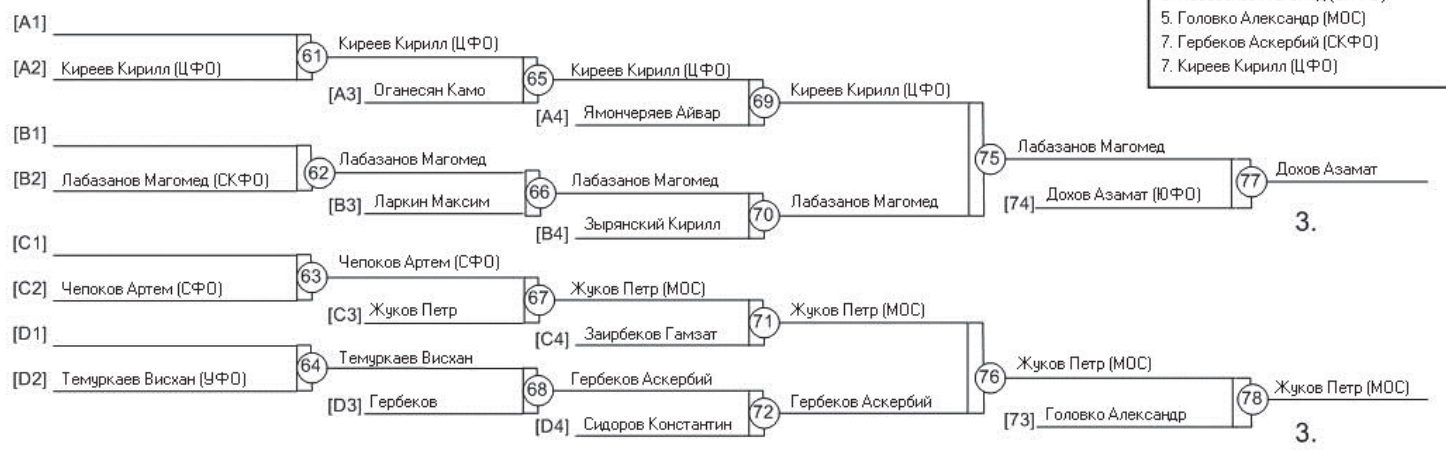 5. Головко Александр (МОС)
7. Гербеков Аскербий (СКФО)
7. Киреев Кирилл (ЦФО)
[A1]
[A2] Киреев Кирилл (ЦФО)
61
Киреев Кирилл (ЦФО)
[A3] Оганесян Камо
65
Киреев Кирилл (ЦФО)
[A4] Ямончеряев Айвар
69
Киреев Кирилл (ЦФО)
[B1]
[B2] Лабазанов Магомед (СКФО)
62
Лабазанов Магомед
[B3] Ларкин Максим
66
Лабазанов Магомед
[B4] Зырянский Кирилл
70
Лабазанов Магомед
75
Лабазанов Магомед
[74] Дохов Азамат (ЮФО)
77
Дохов Азамат
3.
[C1]
[C2] Чепоков Артем (СФО)
63
Чепоков Артем (СФО)
[C3] Жуков Петр
67
Жуков Петр (МОС)
[C4] Заирбеков Гамзат
71
Жуков Петр (МОС)
[D1]
[D2] Темуркаев Висхан (УФО)
64
Темуркаев Висхан
[D3] Гербеков
68
Гербеков Аскербий
[D4] Сидоров Константин
72
Гербеков Аскербий
76
Жуков Петр (МОС)
[73] Головко Александр
78
Жуков Петр (МОС)
3.